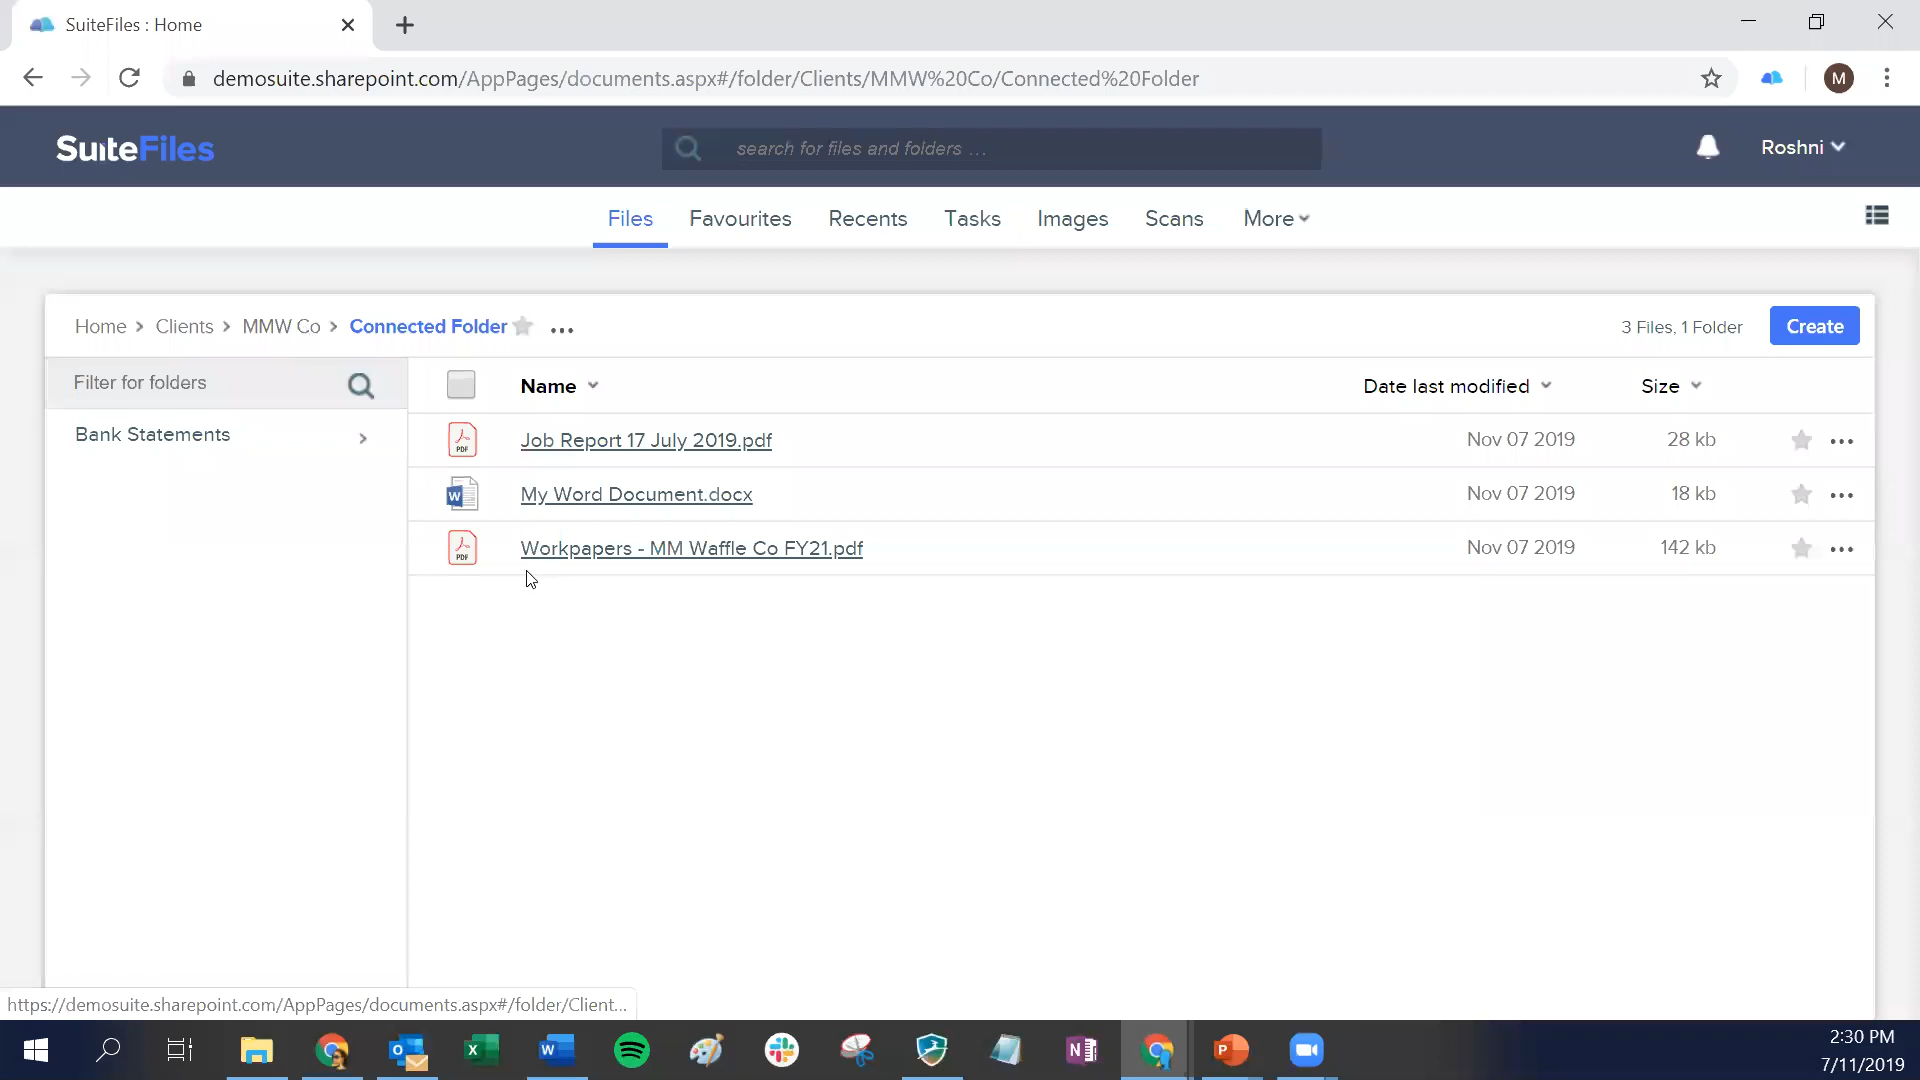 SuiteFiles : Home
demosuite.sharepoint.com/AppPages/documents.aspx#/folder/Clients/MMW%20Co/Connected%20Folder
M
SuiteFiles
search for files and folders ...
Roshni
Files Favourites Recents Tasks Images Scans More
Home > Clients > MMW Co > Connected Folder
3 Files, 1 Folder
Create
Filter for folders
Name Date last modified Size
Bank Statements
PDF Job Report 17 July 2019.pdf Nov 07 2019 28 kb
W My Word Document.docx Nov 07 2019 18 kb
PDF Workpapers - MM Waffle Co FY21.pdf Nov 07 2019 142 kb
https://demosuite.sharepoint.com/AppPages/documents.aspx#/folder/Client...
2:30 PM
7/11/2019